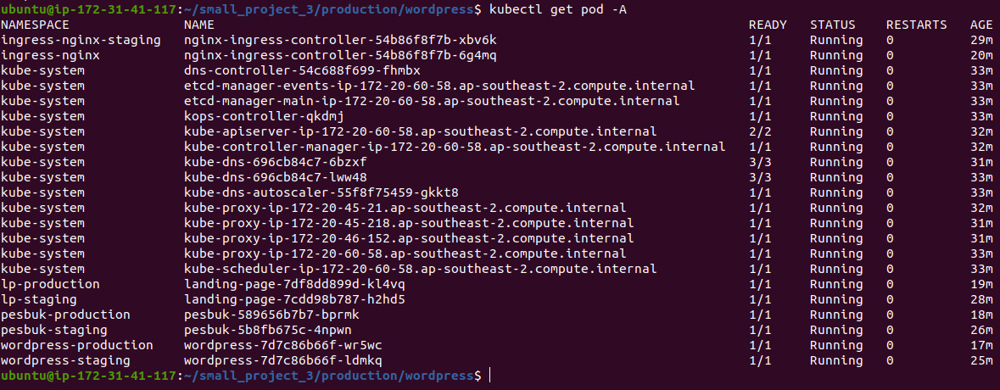 ubuntu@ip-172-31-41-117:~/small_project_3/production/wordpress$ kubectl get pod -A
NAMESPACE NAME READY STATUS RESTARTS AGE
ingress-nginx-staging nginx-ingress-controller-54b86f8f7b-xbv6k 1/1 Running 0 29m
ingress-nginx nginx-ingress-controller-54b86f8f7b-6g4mq 1/1 Running 0 20m
kube-system dns-controller-54c688f699-fhmbx 1/1 Running 0 33m
kube-system etcd-manager-events-ip-172-20-60-58.ap-southeast-2.compute.internal 1/1 Running 0 33m
kube-system etcd-manager-main-ip-172-20-60-58.ap-southeast-2.compute.internal 1/1 Running 0 33m
kube-system kops-controller-qkdmj 1/1 Running 0 33m
kube-system kube-apiserver-ip-172-20-60-58.ap-southeast-2.compute.internal 2/2 Running 0 32m
kube-system kube-controller-manager-ip-172-20-60-58.ap-southeast-2.compute.internal 1/1 Running 0 32m
kube-system kube-dns-696cb84c7-6bzxf 3/3 Running 0 31m
kube-system kube-dns-696cb84c7-lww48 3/3 Running 0 33m
kube-system kube-dns-autoscaler-55f8f75459-gkkt8 1/1 Running 0 33m
kube-system kube-proxy-ip-172-20-45-21.ap-southeast-2.compute.internal 1/1 Running 0 32m
kube-system kube-proxy-ip-172-20-45-218.ap-southeast-2.compute.internal 1/1 Running 0 31m
kube-system kube-proxy-ip-172-20-46-152.ap-southeast-2.compute.internal 1/1 Running 0 31m
kube-system kube-proxy-ip-172-20-60-58.ap-southeast-2.compute.internal 1/1 Running 0 33m
kube-system kube-scheduler-ip-172-20-60-58.ap-southeast-2.compute.internal 1/1 Running 0 33m
lp-production landing-page-7df8dd899d-kl4vq 1/1 Running 0 19m
lp-staging landing-page-7cdd98b787-h2hd5 1/1 Running 0 28m
pesbuk-production pesbuk-589656b7b7-bprmk 1/1 Running 0 18m
pesbuk-staging pesbuk-5b8fb675c-4npwn 1/1 Running 0 26m
wordpress-production wordpress-7d7c86b66f-wr5wc 1/1 Running 0 17m
wordpress-staging wordpress-7d7c86b66f-ldmkq 1/1 Running 0 25m
ubuntu@ip-172-31-41-117:~/small_project_3/production/wordpress$